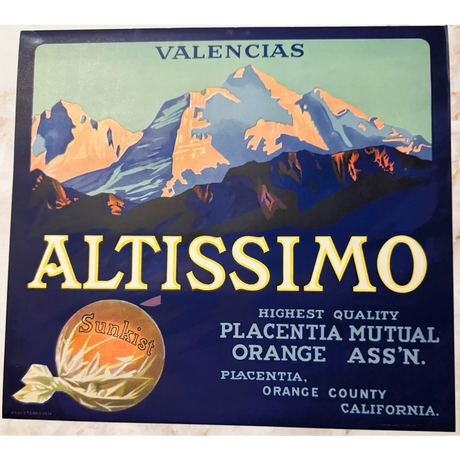 VALENCIAS
ALTISSIMO
Sunkist
HIGHEST QUALITY
PLACENTIA MUTUAL
ORANGE ASS'N.
PLACENTIA,
ORANGE COUNTY
CALIFORNIA.